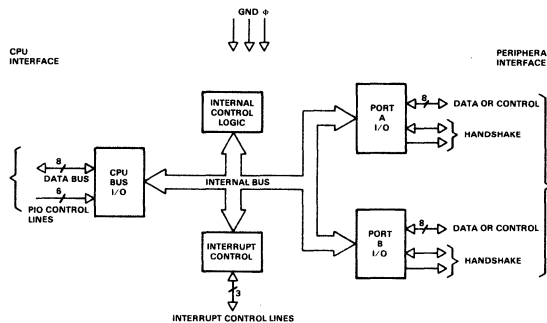 GND Φ
CPU
INTERFACE
PERIPHERA
INTERFACE
INTERNAL
CONTROL
LOGIC
PORT
A
I/O
8
DATA OR CONTROL
HANDSHAKE
8
DATA BUS
6
PIO CONTROL
LINES
CPU
BUS
I/O
INTERNAL BUS
INTERRUPT
CONTROL
PORT
B
I/O
8
DATA OR CONTROL
HANDSHAKE
3
INTERRUPT CONTROL LINES